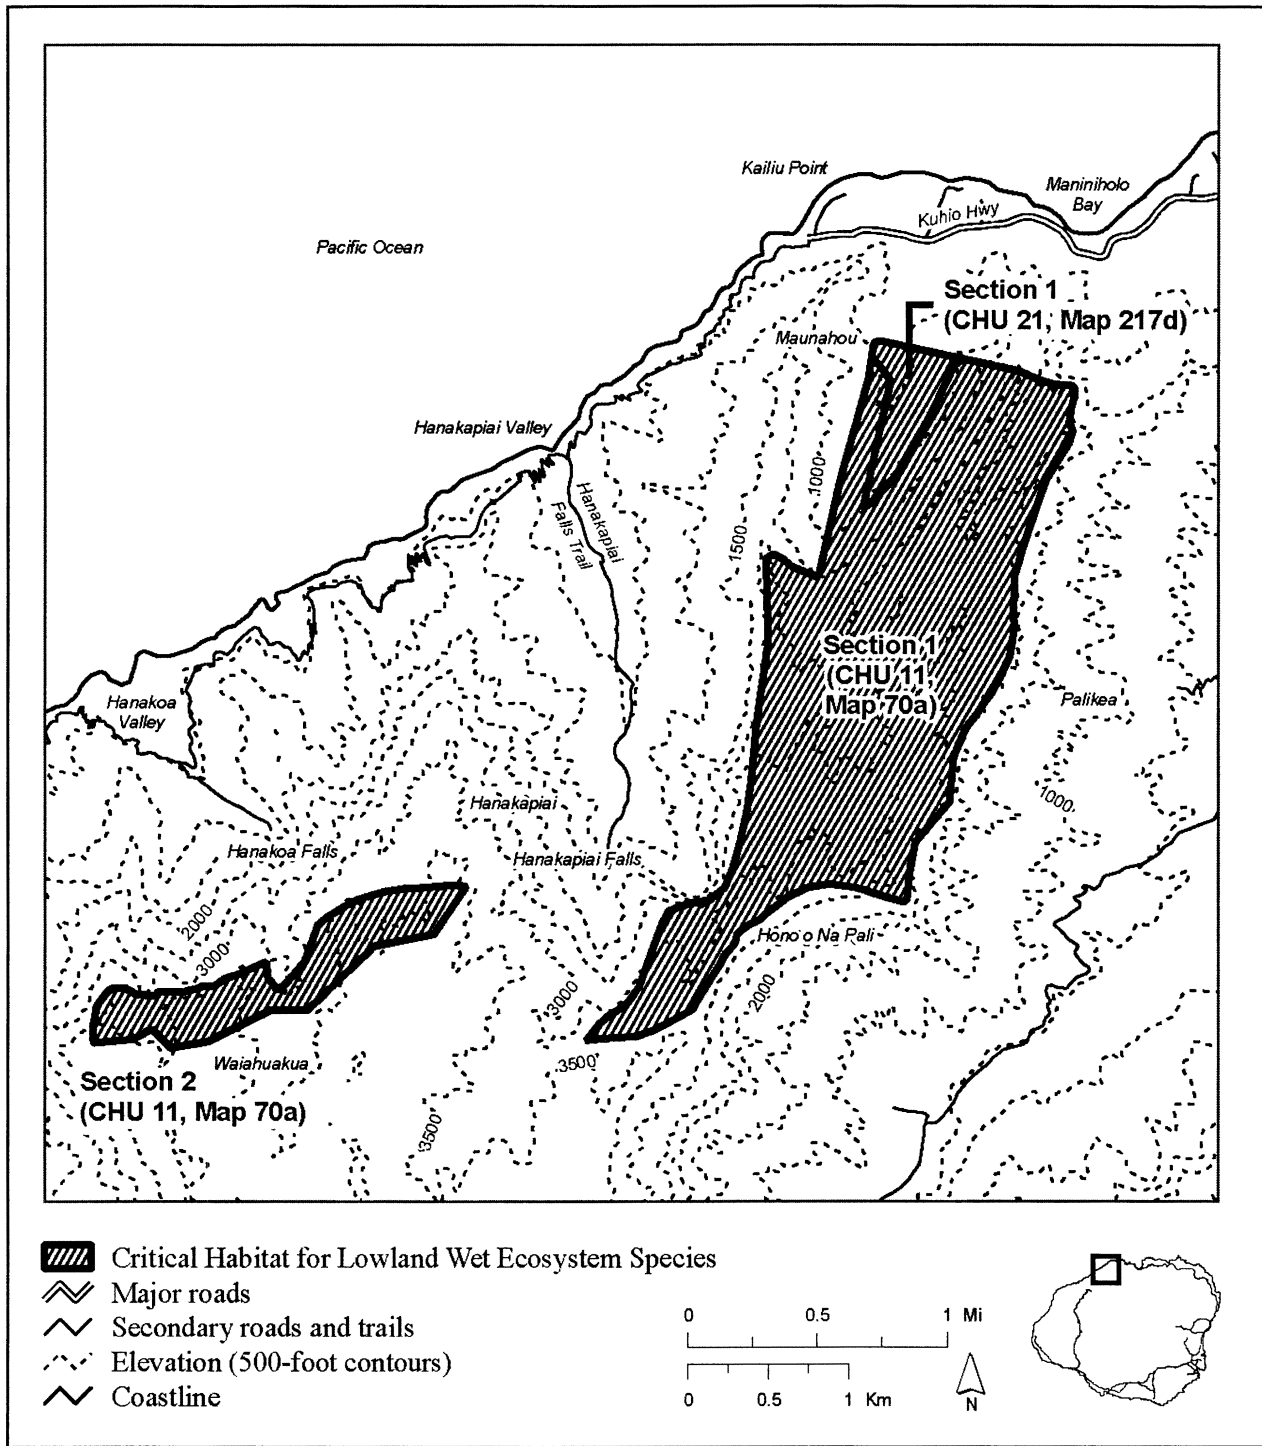 Kailiu Point
Maniniholo
Bay
Kuhio Hwy
Pacific Ocean
Section 1
(CHU 21, Map 217d)
Maunahou
Hanakapiai Valley
1000
Hanakapiai
Falls Trail
1500
Section 1
(CHU 11,
Map 70a)
Hanakoa
Valley
Palikea
1000
Hanakapiai
Hanakoa Falls
Hanakapiai Falls
2000
3000
Hono o Na Pali
3000
2000
3500
Waiahuakua
Section 2
(CHU 11, Map 70a)
3500
Critical Habitat for Lowland Wet Ecosystem Species
Major roads
Secondary roads and trails
Elevation (500-foot contours)
Coastline
0 0.5 1 Mi
0 0.5 1 Km
N